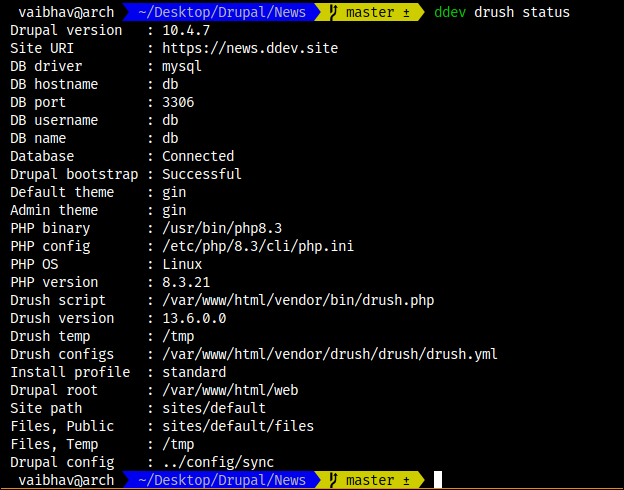 vaibhav@arch ~/Desktop/Drupal/News master ± ddev drush status
Drupal version : 10.4.7
Site URI : https://news.ddev.site
DB driver : mysql
DB hostname : db
DB port : 3306
DB username : db
DB name : db
Database : Connected
Drupal bootstrap : Successful
Default theme : gin
Admin theme : gin
PHP binary : /usr/bin/php8.3
PHP config : /etc/php/8.3/cli/php.ini
PHP OS : Linux
PHP version : 8.3.21
Drush script : /var/www/html/vendor/bin/drush.php
Drush version : 13.6.0.0
Drush temp : /tmp
Drush configs : /var/www/html/vendor/drush/drush/drush.yml
Install profile : standard
Drupal root : /var/www/html/web
Site path : sites/default
Files, Public : sites/default/files
Files, Temp : /tmp
Drupal config : ../config/sync
vaibhav@arch ~/Desktop/Drupal/News master ±